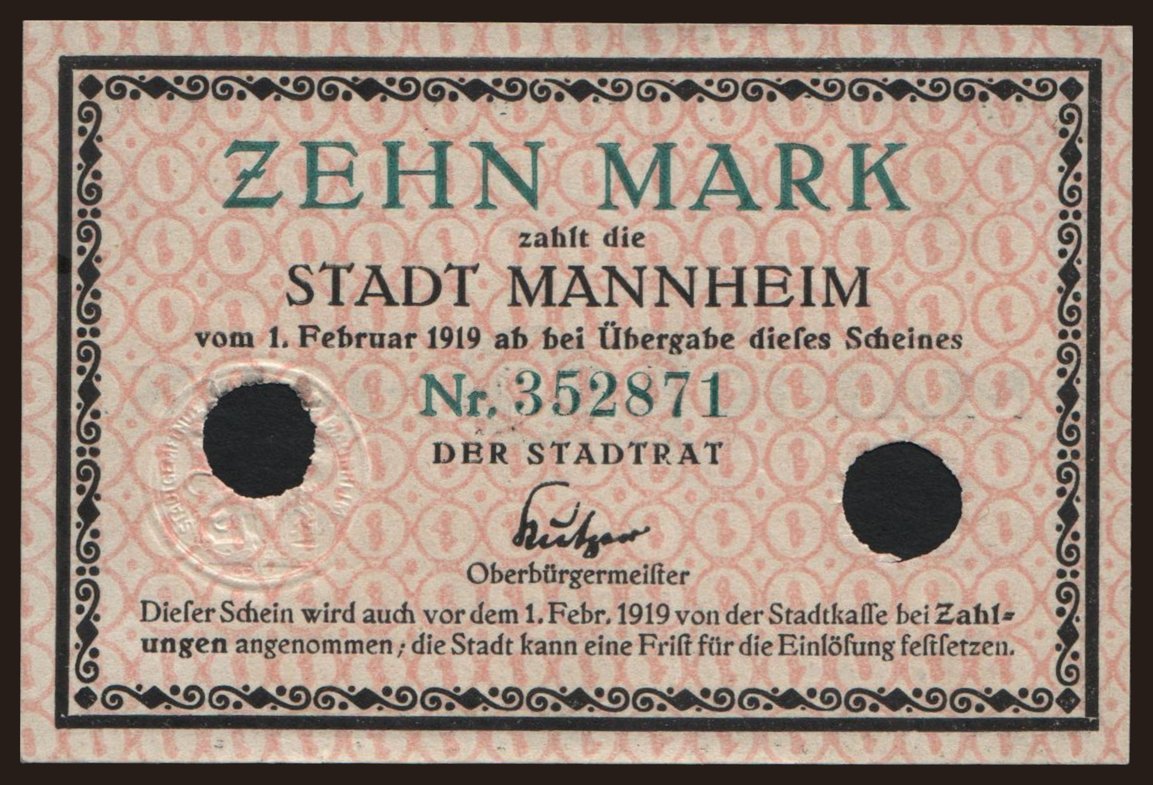 ZEHN MARK
zahlt die
STADT MANNHEIM
vom 1. Februar 1919 ab bei Übergabe dieſes Scheines
Nr. 352871
DER STADTRAT
Kutzer
Oberbürgermeiſter
Dieſer Schein wird auch vor dem 1. Febr. 1919 von der Stadtkaſſe bei Zahl=
ungen angenommen; die Stadt kann eine Friſt für die Einlöſung feſtſetzen.